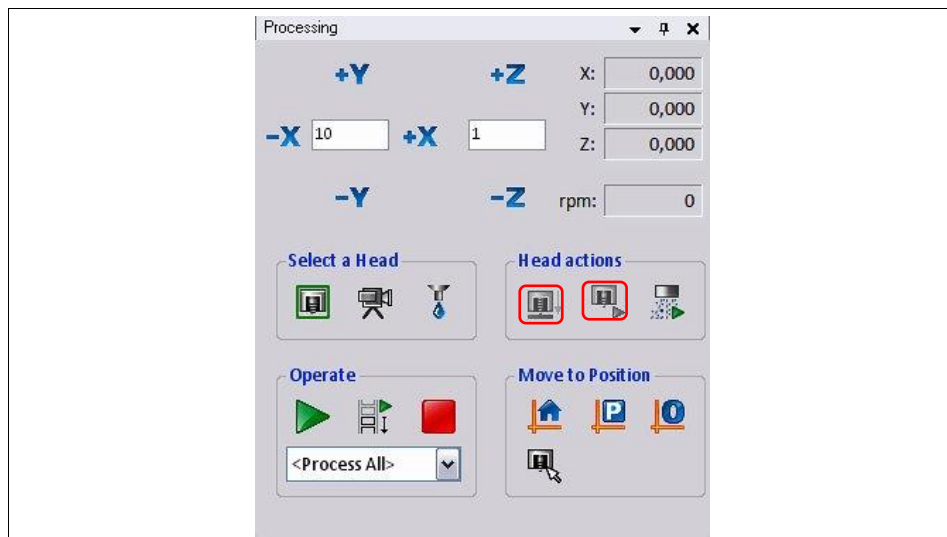 Processing
+Y +Z X: 0,000
Y: 0,000
-X 10 +X 1
Z: 0,000
-Y -Z rpm: 0
Select a Head Head actions
Operate Move to Position
P 0
<Process All>